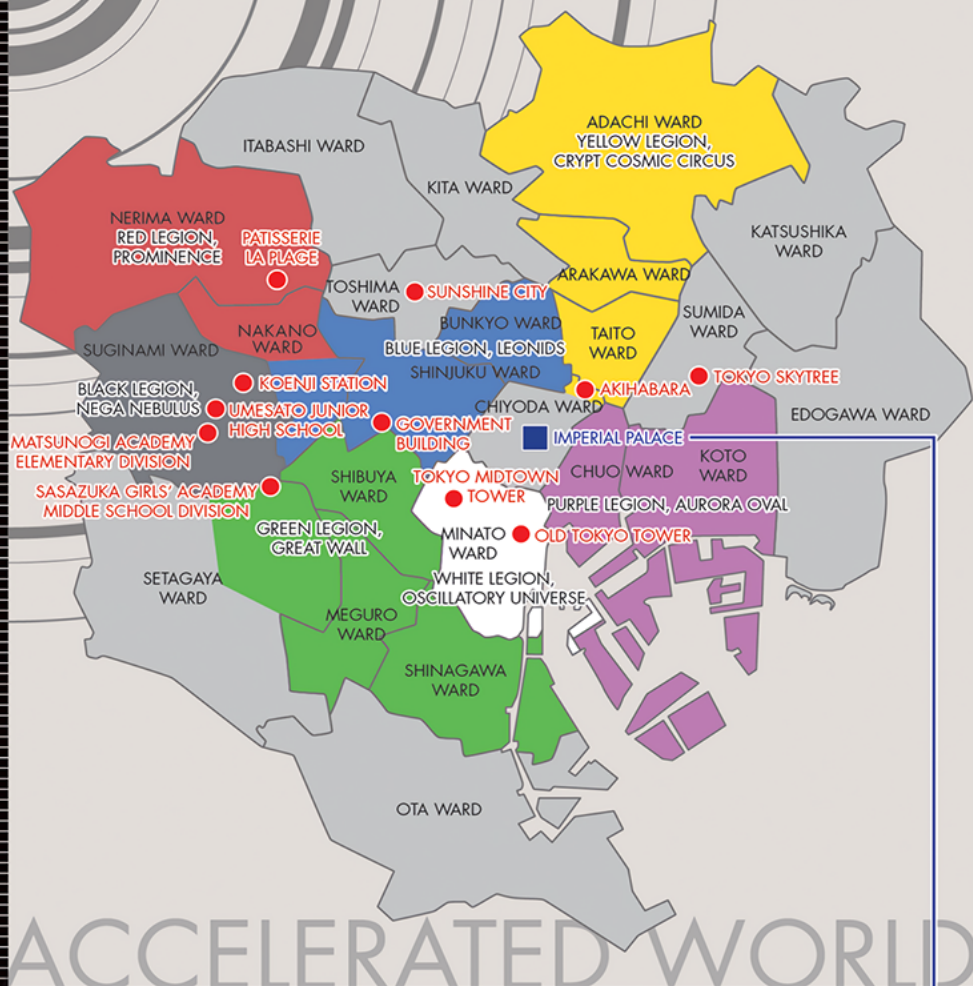 ADACHI WARD
YELLOW LEGION,
CRYPT COSMIC CIRCUS
ITABASHI WARD
KITA WARD
NERIMA WARD
RED LEGION,
PROMINENCE
PATISSERIE
LA PLAGE
KATSUSHIKA
WARD
ARAKAWA WARD
TOSHIMA
WARD
SUNSHINE CITY
SUMIDA
WARD
BUNKYO WARD
NAKANO
WARD
TAITO
WARD
SUGINAMI WARD
BLUE LEGION, LEONIDS
SHINJUKU WARD
KOENJI STATION
BLACK LEGION,
NEGA NEBULUS
AKIHABARA
TOKYO SKYTREE
CHIYODA WARD
EDOGAWA WARD
UMESATO JUNIOR
HIGH SCHOOL
GOVERNMENT
BUILDING
IMPERIAL PALACE
MATSUNOGI ACADEMY
ELEMENTARY DIVISION
CHUO WARD
KOTO
WARD
SHIBUYA
WARD
TOKYO MIDTOWN
TOWER
SASAZUKA GIRLS' ACADEMY
MIDDLE SCHOOL DIVISION
PURPLE LEGION, AURORA OVAL
GREEN LEGION,
GREAT WALL
MINATO
WARD
OLD TOKYO TOWER
SETAGAYA
WARD
WHITE LEGION,
OSCILLATORY UNIVERSE
MEGURO
WARD
SHINAGAWA
WARD
OTA WARD
ACCELERATED WORLD